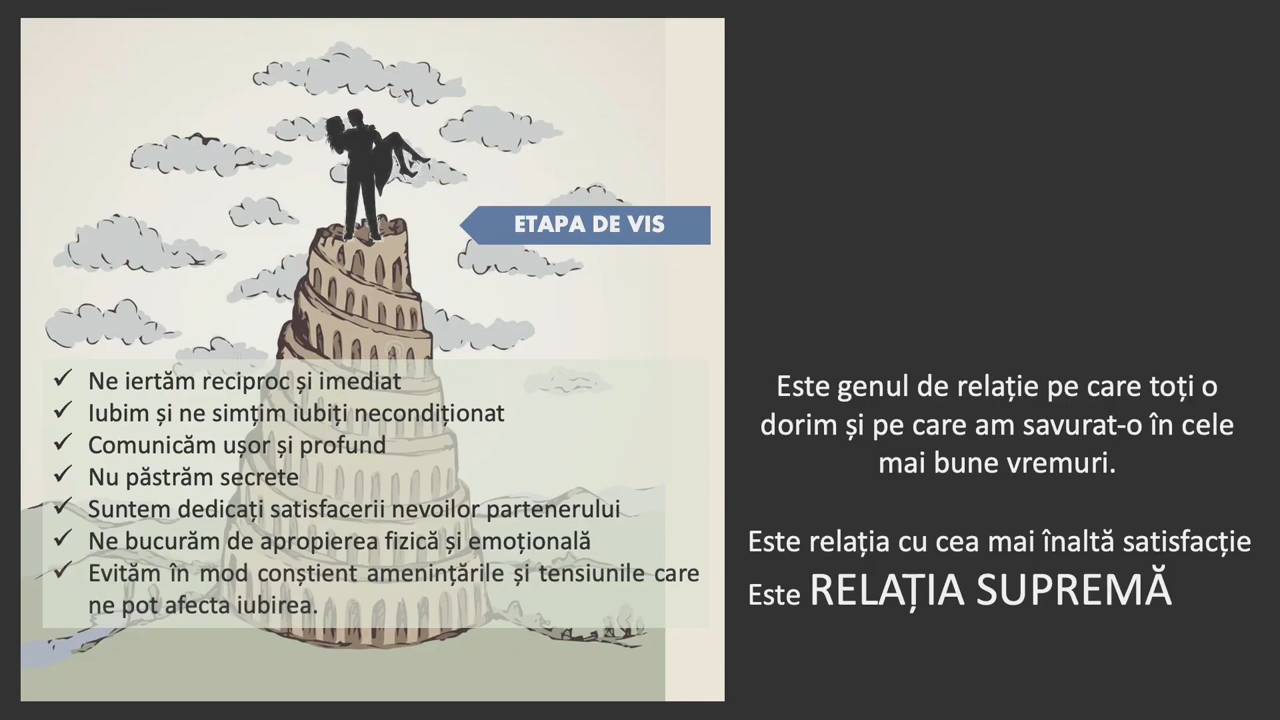 ETAPA DE VIS
✓ Ne iertăm reciproc și imediat
✓ Iubim și ne simțim iubiți necondiționat
✓ Comunicăm ușor și profund
✓ Nu păstrăm secrete
✓ Suntem dedicați satisfacerii nevoilor partenerului
✓ Ne bucurăm de apropierea fizică și emoțională
✓ Evităm în mod conștient amenințările și tensiunile care
ne pot afecta iubirea.
Este genul de relație pe care toți o
dorim și pe care am savurat-o în cele
mai bune vremuri.
Este relația cu cea mai înaltă satisfacție
Este RELAȚIA SUPREMĂ